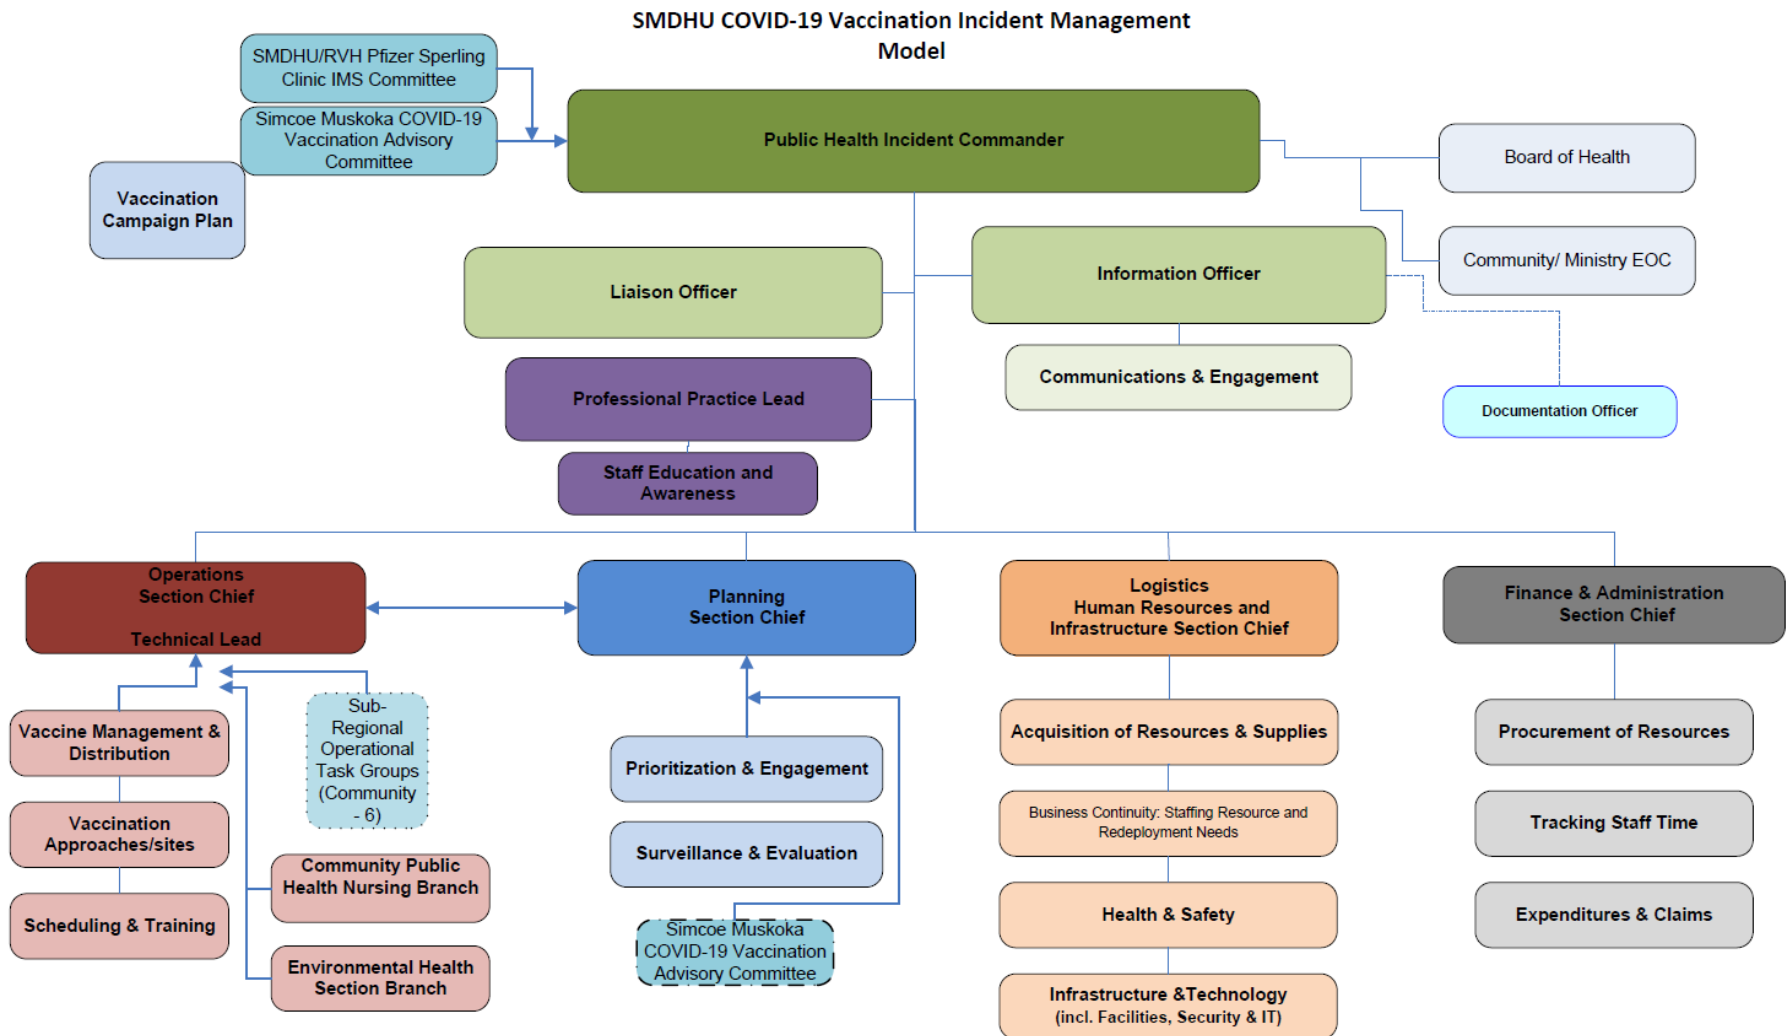 SMDHU COVID-19 Vaccination Incident Management
Model
SMDHU/RVH Pfizer Sperling
Clinic IMS Committee
Simcoe Muskoka COVID-19
Vaccination Advisory
Committee
Vaccination
Campaign Plan
Public Health Incident Commander
Board of Health
Community/ Ministry EOC
Liaison Officer
Information Officer
Communications & Engagement
Documentation Officer
Professional Practice Lead
Staff Education and
Awareness
Operations
Section Chief
Technical Lead
Planning
Section Chief
Logistics
Human Resources and
Infrastructure Section Chief
Finance & Administration
Section Chief
Vaccine Management &
Distribution
Vaccination
Approaches/sites
Scheduling & Training
Sub-
Regional
Operational
Task Groups
(Community
- 6)
Community Public
Health Nursing Branch
Environmental Health
Section Branch
Prioritization & Engagement
Surveillance & Evaluation
Simcoe Muskoka
COVID-19 Vaccination
Advisory Committee
Acquisition of Resources & Supplies
Business Continuity: Staffing Resource and
Redeployment Needs
Health & Safety
Infrastructure &Technology
(incl. Facilities, Security & IT)
Procurement of Resources
Tracking Staff Time
Expenditures & Claims